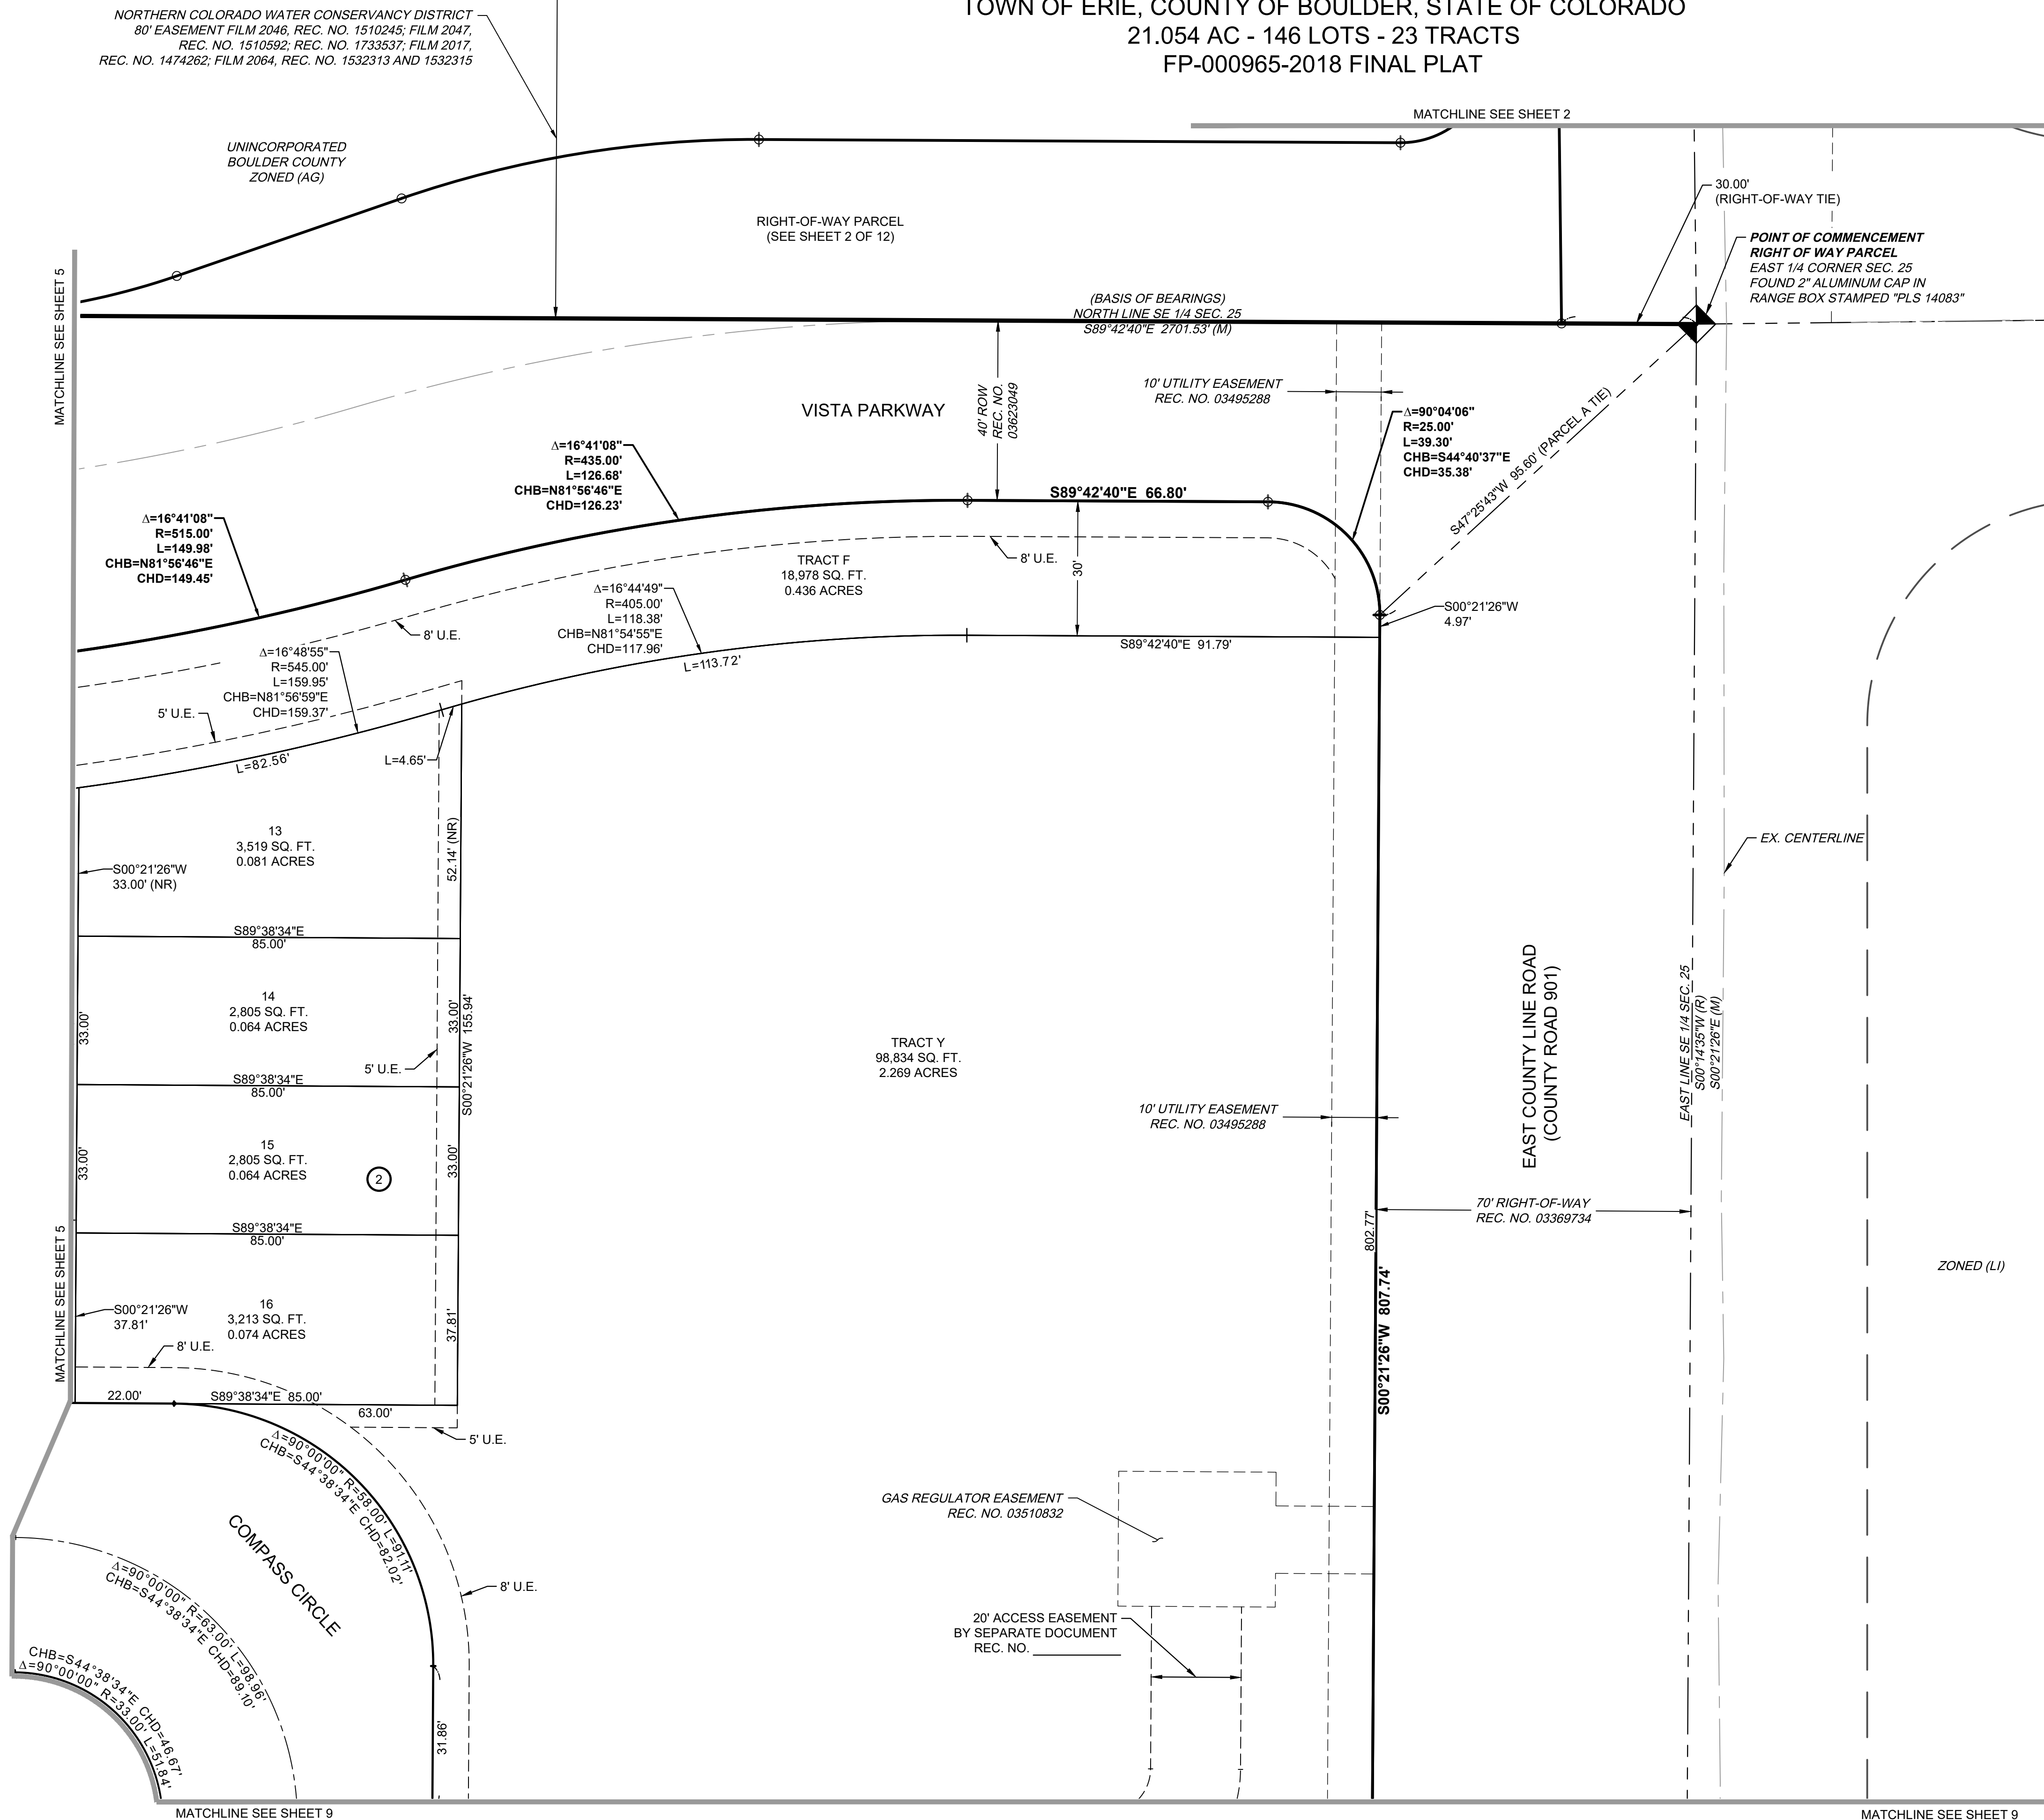 TOWN OF ERIE, COUNTY OF BOULDER, STATE OF COLORADO
21.054 AC - 146 LOTS - 23 TRACTS
FP-000965-2018 FINAL PLAT
NORTHERN COLORADO WATER CONSERVANCY DISTRICT
80' EASEMENT FILM 2046, REC. NO. 1510245; FILM 2047,
REC. NO. 1510592; REC. NO. 1733537; FILM 2017,
REC. NO. 1474262; FILM 2064, REC. NO. 1532313 AND 1532315
MATCHLINE SEE SHEET 2
UNINCORPORATED
BOULDER COUNTY
ZONED (AG)
RIGHT-OF-WAY PARCEL
(SEE SHEET 2 OF 12)
30.00'
(RIGHT-OF-WAY TIE)
POINT OF COMMENCEMENT
RIGHT OF WAY PARCEL
EAST 1/4 CORNER SEC. 25
FOUND 2" ALUMINUM CAP IN
RANGE BOX STAMPED "PLS 14083"
MATCHLINE SEE SHEET 5
(BASIS OF BEARINGS)
NORTH LINE SE 1/4 SEC. 25
S89°42'40"E 2701.53' (M)
VISTA PARKWAY
40' ROW
REC. NO.
03623049
10' UTILITY EASEMENT
REC. NO. 03495288
Δ=90°04'06"
R=25.00'
L=39.30'
CHB=S44°40'37"E
CHD=35.38'
S47°25'43"W 95.60' (PARCEL A TIE)
Δ=16°41'08"
R=435.00'
L=126.68'
CHB=N81°56'46"E
CHD=126.23'
S89°42'40"E 66.80'
Δ=16°41'08"
R=515.00'
L=149.98'
CHB=N81°56'46"E
CHD=149.45'
TRACT F
18,978 SQ. FT.
0.436 ACRES
8' U.E.
30'
Δ=16°44'49"
R=405.00'
L=118.38'
CHB=N81°54'55"E
CHD=117.96'
S00°21'26"W
4.97'
8' U.E.
L=113.72'
S89°42'40"E 91.79'
Δ=16°48'55"
R=545.00'
L=159.95'
CHB=N81°56'59"E
CHD=159.37'
5' U.E.
L=82.56'
L=4.65'
13
3,519 SQ. FT.
0.081 ACRES
52.14' (NR)
S00°21'26"W
33.00' (NR)
EX. CENTERLINE
S89°38'34"E
85.00'
14
2,805 SQ. FT.
0.064 ACRES
33.00'
33.00'
S00°21'26"W 155.94'
5' U.E.
S89°38'34"E
85.00'
TRACT Y
98,834 SQ. FT.
2.269 ACRES
EAST COUNTY LINE ROAD
(COUNTY ROAD 901)
EAST LINE SE 1/4 SEC. 25
S00°14'35"W (R)
S00°21'26"E (M)
10' UTILITY EASEMENT
REC. NO. 03495288
15
2,805 SQ. FT.
0.064 ACRES
33.00'
33.00'
2
70' RIGHT-OF-WAY
REC. NO. 03369734
802.77'
S00°21'26"W 807.74'
MATCHLINE SEE SHEET 5
S89°38'34"E
85.00'
ZONED (LI)
16
3,213 SQ. FT.
0.074 ACRES
S00°21'26"W
37.81'
37.81'
8' U.E.
22.00'
S89°38'34"E 85.00'
63.00'
5' U.E.
Δ=90°00'00" R=58.00' L=91.11'
CHB=S44°38'34"E CHD=82.02'
COMPASS CIRCLE
GAS REGULATOR EASEMENT
REC. NO. 03510832
8' U.E.
Δ=90°00'00" R=63.00' L=98.96'
CHB=S44°38'34"E CHD=89.10'
20' ACCESS EASEMENT
BY SEPARATE DOCUMENT
REC. NO.
CHB=S44°38'34"E CHD=46.67'
Δ=90°00'00" R=33.00' L=51.84'
31.86'
MATCHLINE SEE SHEET 9
MATCHLINE SEE SHEET 9